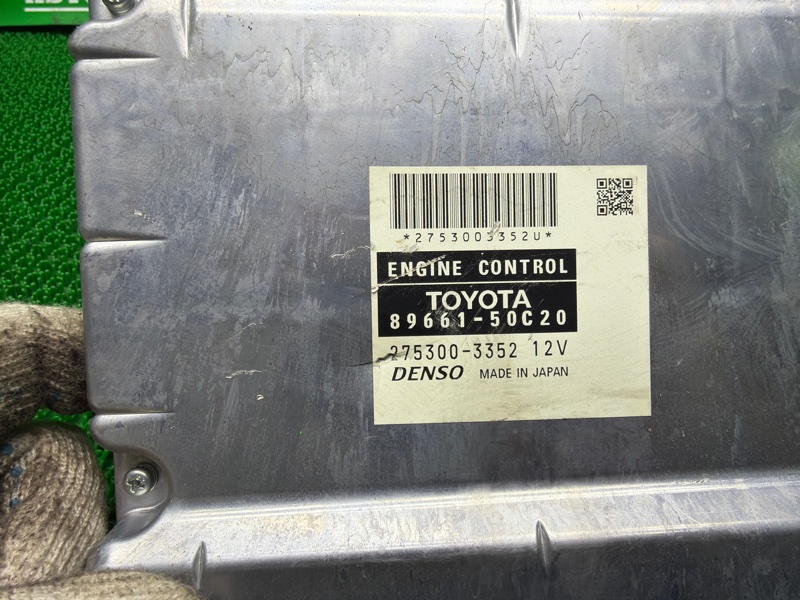 *2753003352U*
ENGINE CONTROL
TOYOTA
89661-50C20
275300-3352 12V
DENSO MADE IN JAPAN